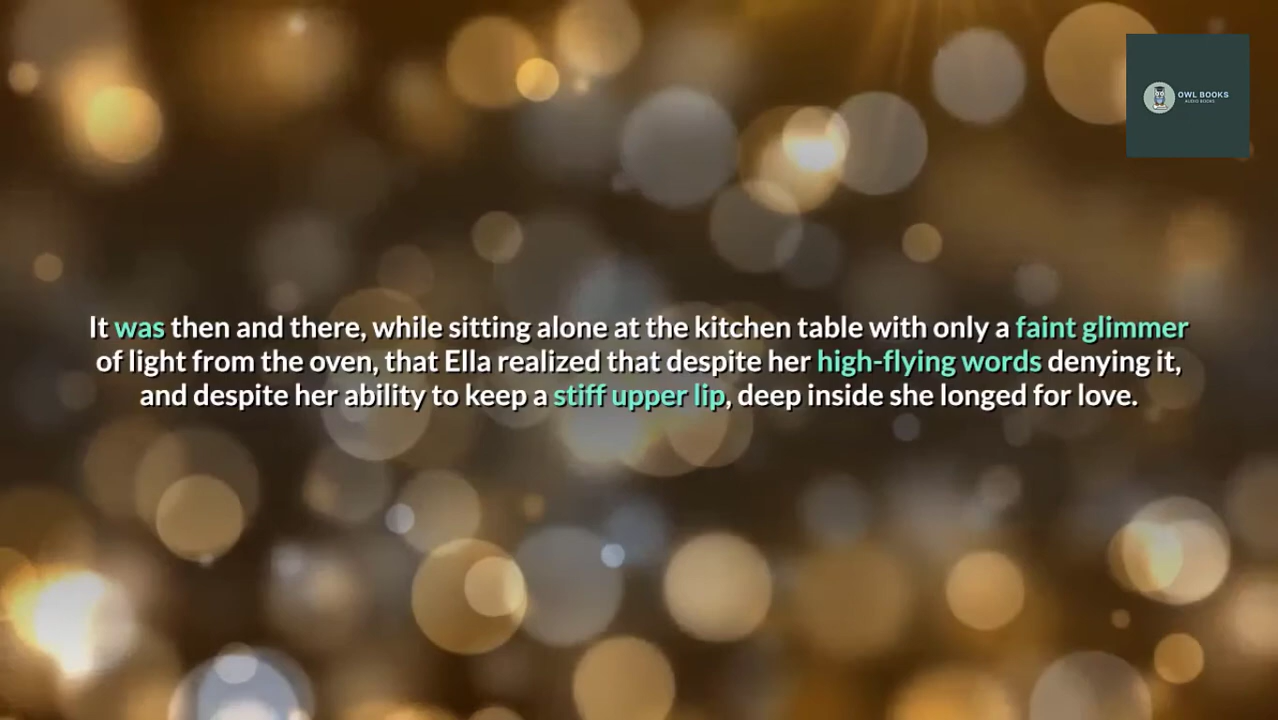 OWL BOOKS
AUDIO BOOKS
It was then and there, while sitting alone at the kitchen table with only a faint glimmer
of light from the oven, that Ella realized that despite her high-flying words denying it,
and despite her ability to keep a stiff upper lip, deep inside she longed for love.